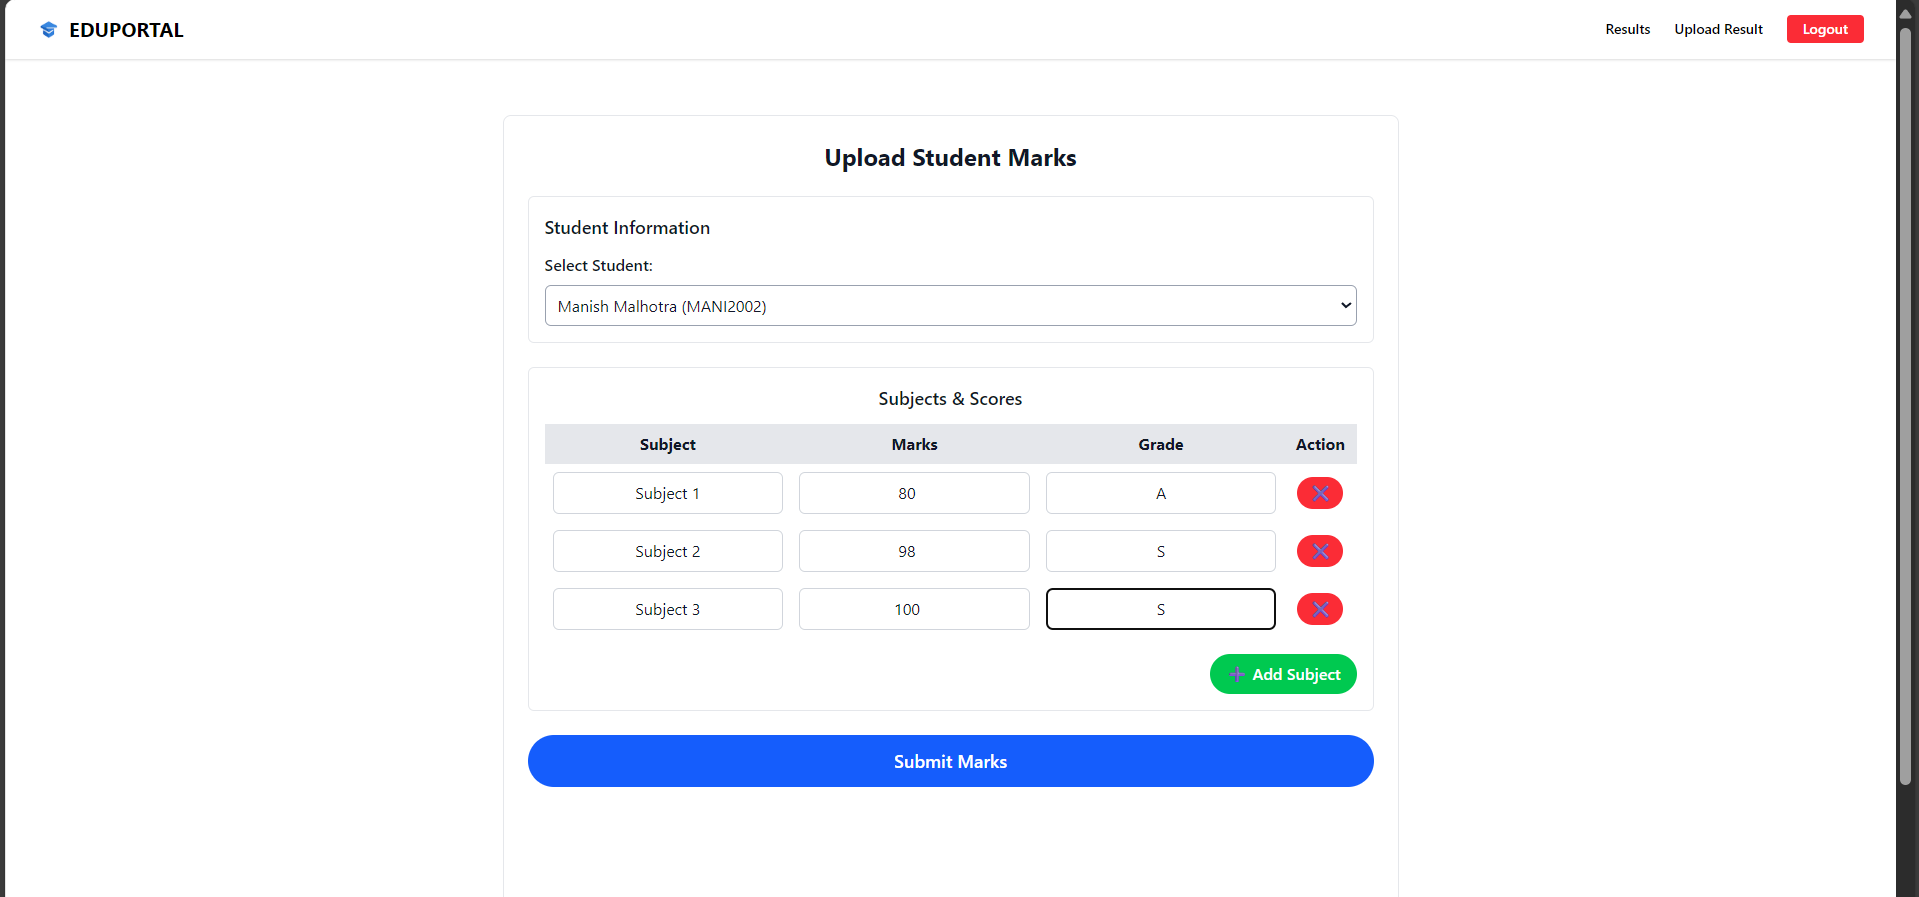 EDUPORTAL Results Upload Result Logout
Upload Student Marks
Student Information
Select Student:
Manish Malhotra (MANI2002)
Subjects & Scores
Subject Marks Grade Action
Subject 1 80 A
Subject 2 98 S
Subject 3 100 S
Add Subject
Submit Marks